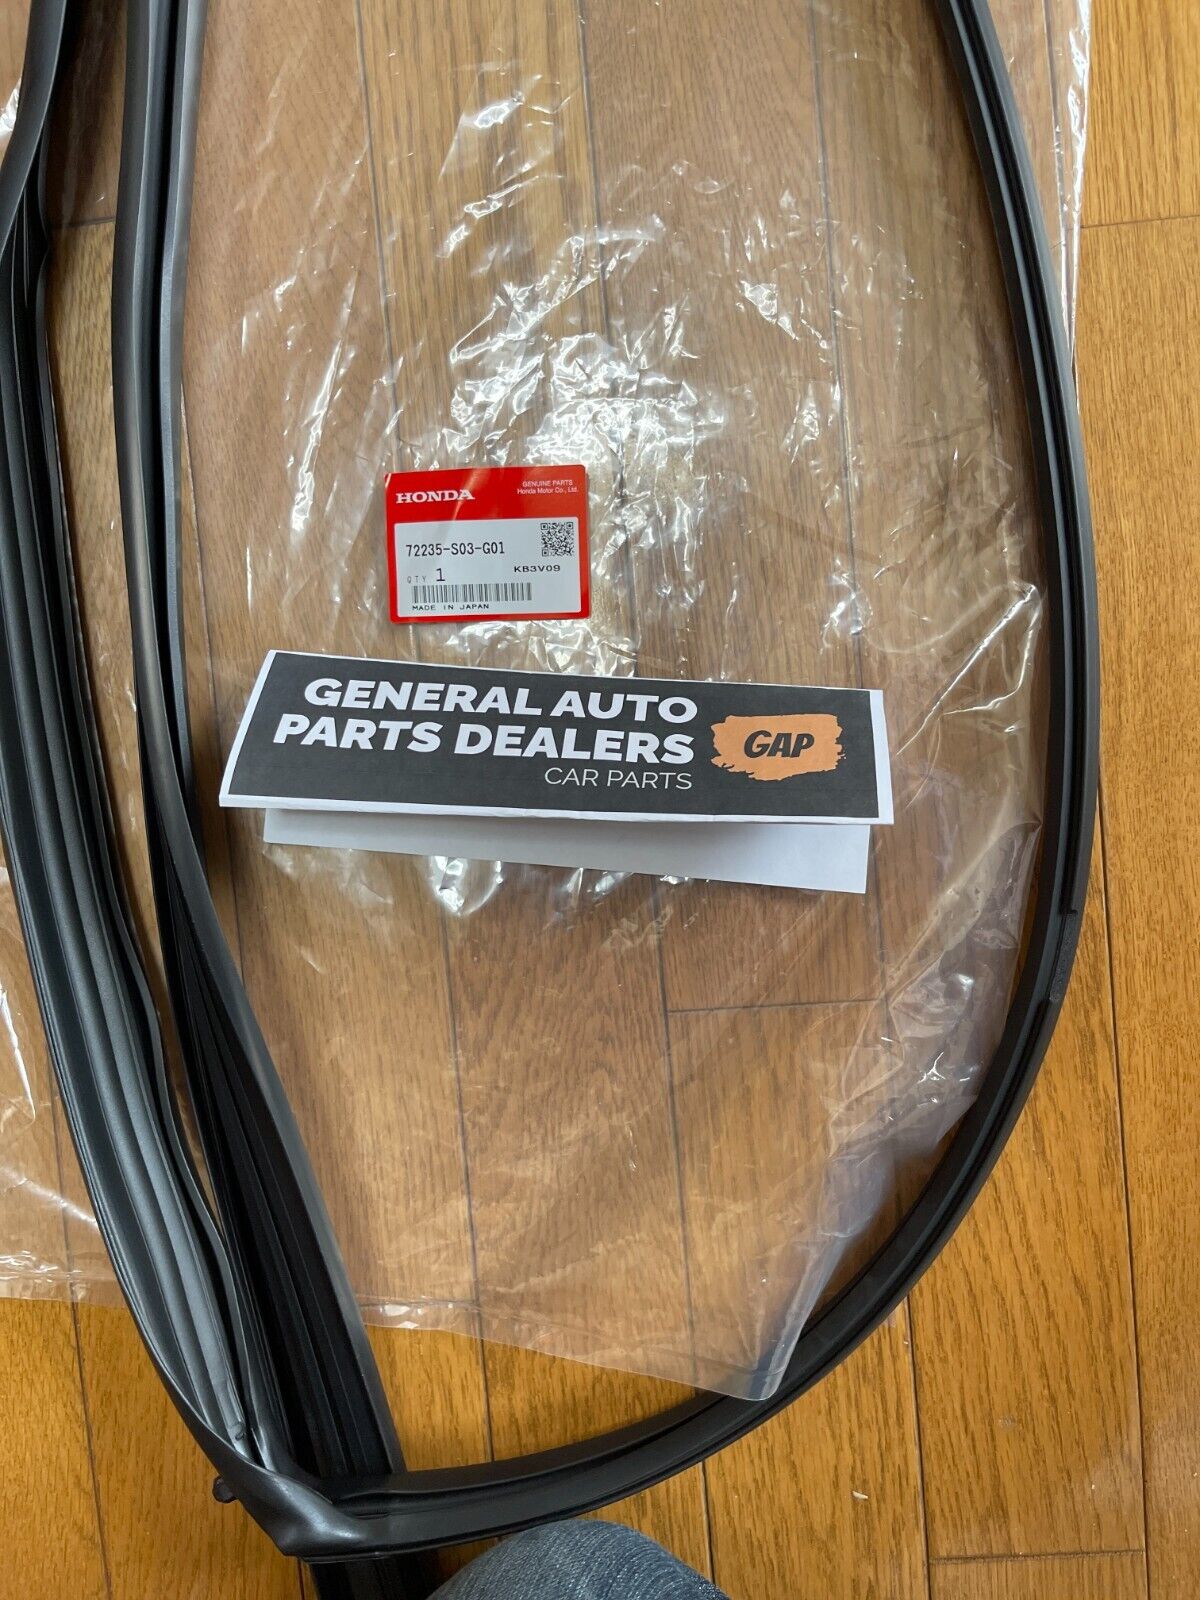 HONDA
GENUINE PARTS
Honda Motor Co., Ltd.
72235-S03-G01
QTY 1
KB3V09
MADE IN JAPAN
GENERAL AUTO
PARTS DEALERS
CAR PARTS
GAP